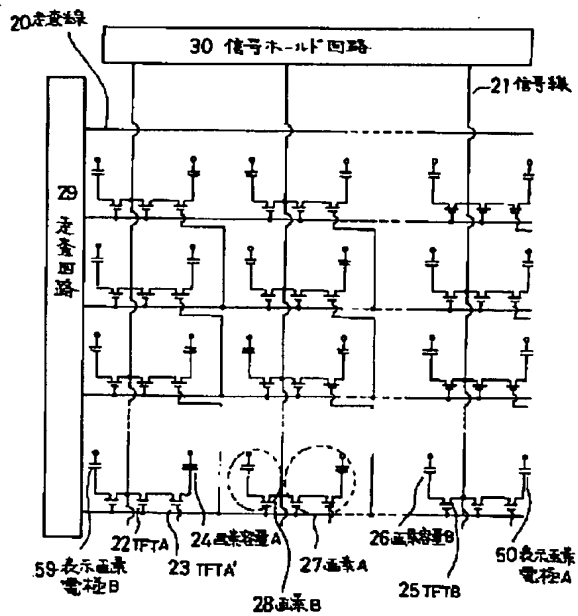 20走査線
30 信号ホールド回路
21信号線
29走査回路
59表示画素電極B
22TFTA
23 TFTA'
24画素容量A
28画素B
27画素A
26画素容量B
25TFTB
50表示画素電極A